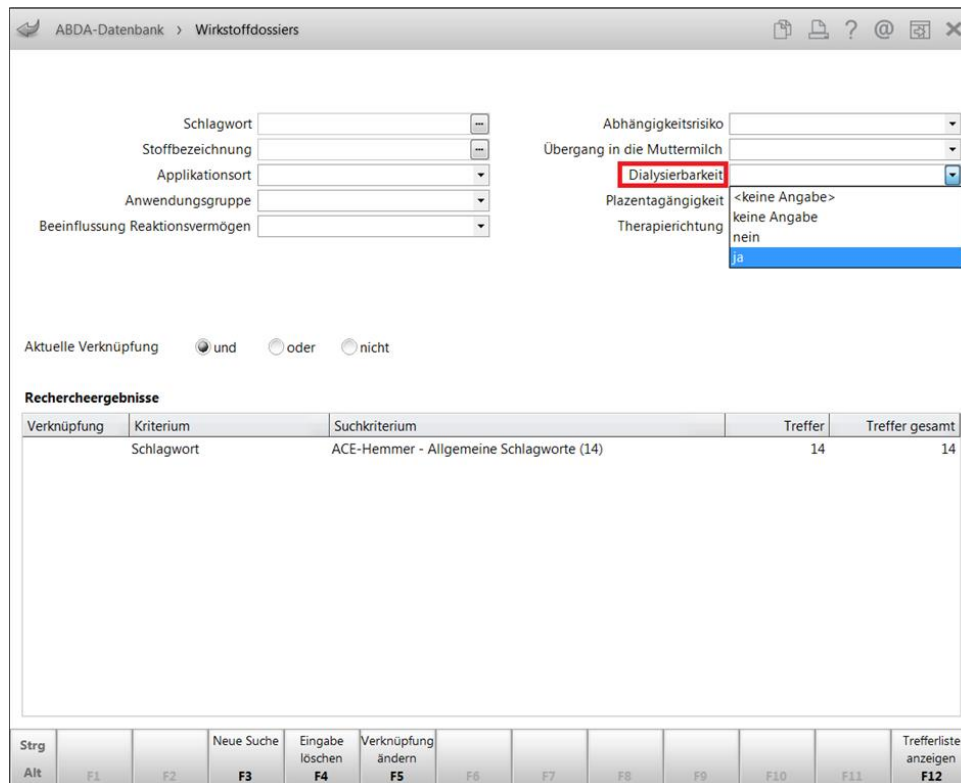 ABDA-Datenbank > Wirkstoffdossiers ? @
Schlagwort ...
Stoffbezeichnung ...
Applikationsort
Anwendungsgruppe
Beeinflussung Reaktionsvermögen
Abhängigkeitsrisiko
Übergang in die Muttermilch
Dialysierbarkeit
Plazentagängigkeit
Therapierichtung
<keine Angabe>
keine Angabe
nein
ja
Aktuelle Verknüpfung und oder nicht
Rechercheergebnisse
Verknüpfung Kriterium Suchkriterium Treffer Treffer gesamt
Schlagwort ACE-Hemmer - Allgemeine Schlagworte (14) 14 14
Strg Neue Suche Eingabe Verknüpfung Trefferliste
löschen ändern anzeigen
Alt F1 F2 F3 F4 F5 F6 F7 F8 F9 F10 F11 F12